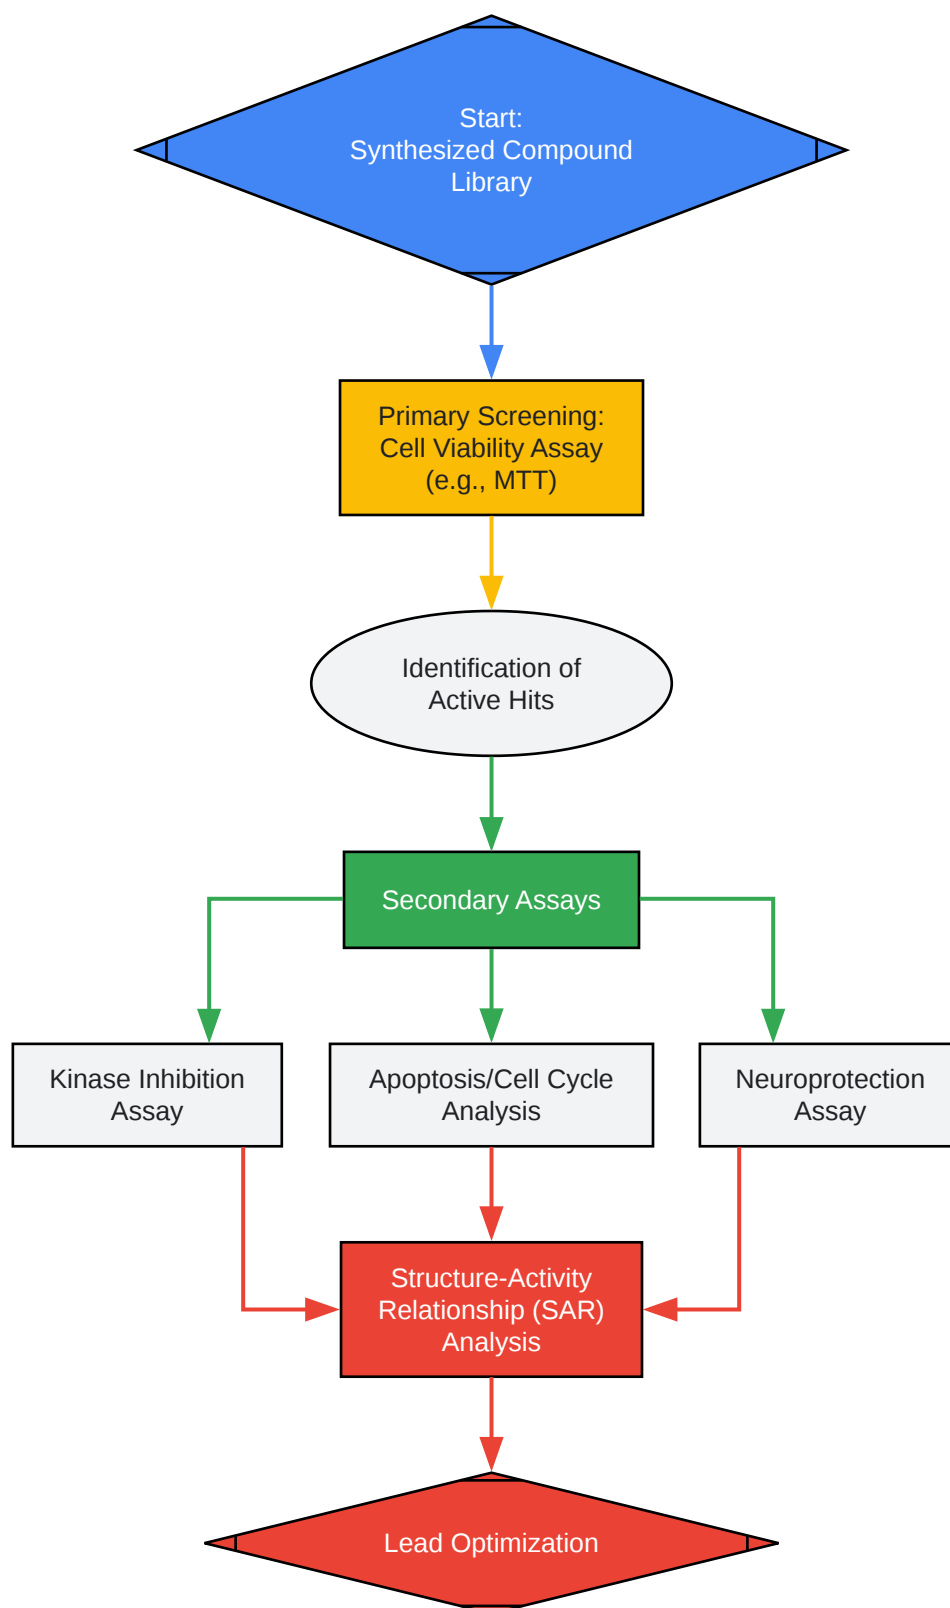 Start:
Synthesized Compound
Library
Primary Screening:
Cell Viability Assay
(e.g., MTT)
Identification of
Active Hits
Secondary Assays
Kinase Inhibition
Assay
Apoptosis/Cell Cycle
Analysis
Neuroprotection
Assay
Structure-Activity
Relationship (SAR)
Analysis
Lead Optimization